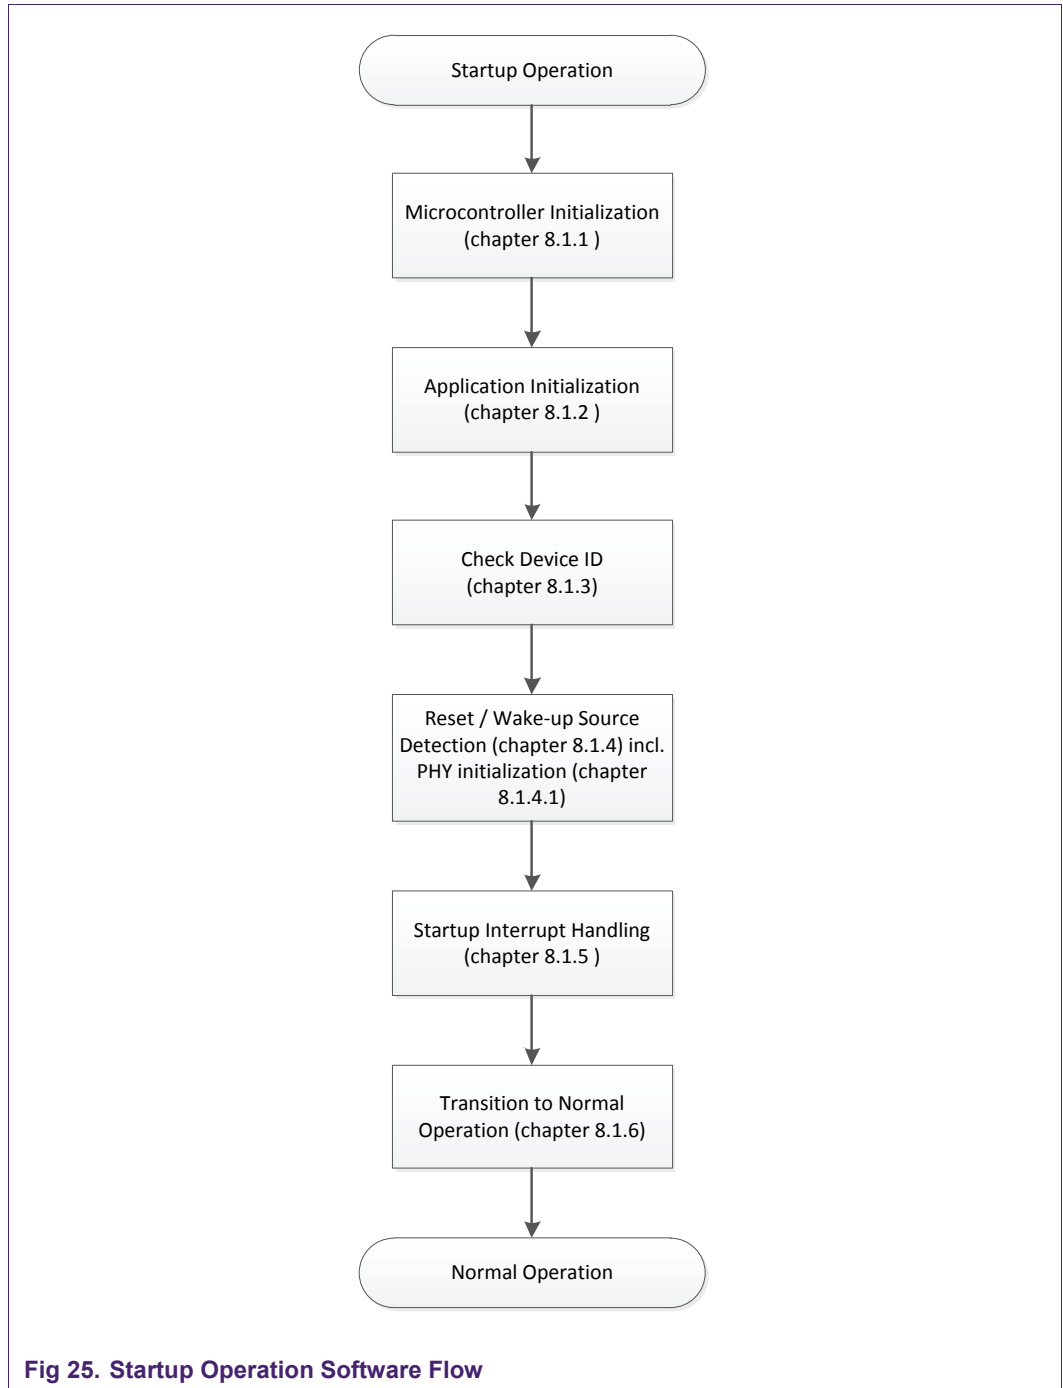 Startup Operation
Microcontroller Initialization
(chapter 8.1.1 )
Application Initialization
(chapter 8.1.2 )
Check Device ID
(chapter 8.1.3)
Reset / Wake-up Source
Detection (chapter 8.1.4) incl.
PHY initialization (chapter
8.1.4.1)
Startup Interrupt Handling
(chapter 8.1.5 )
Transition to Normal
Operation (chapter 8.1.6)
Normal Operation
Fig 25. Startup Operation Software Flow